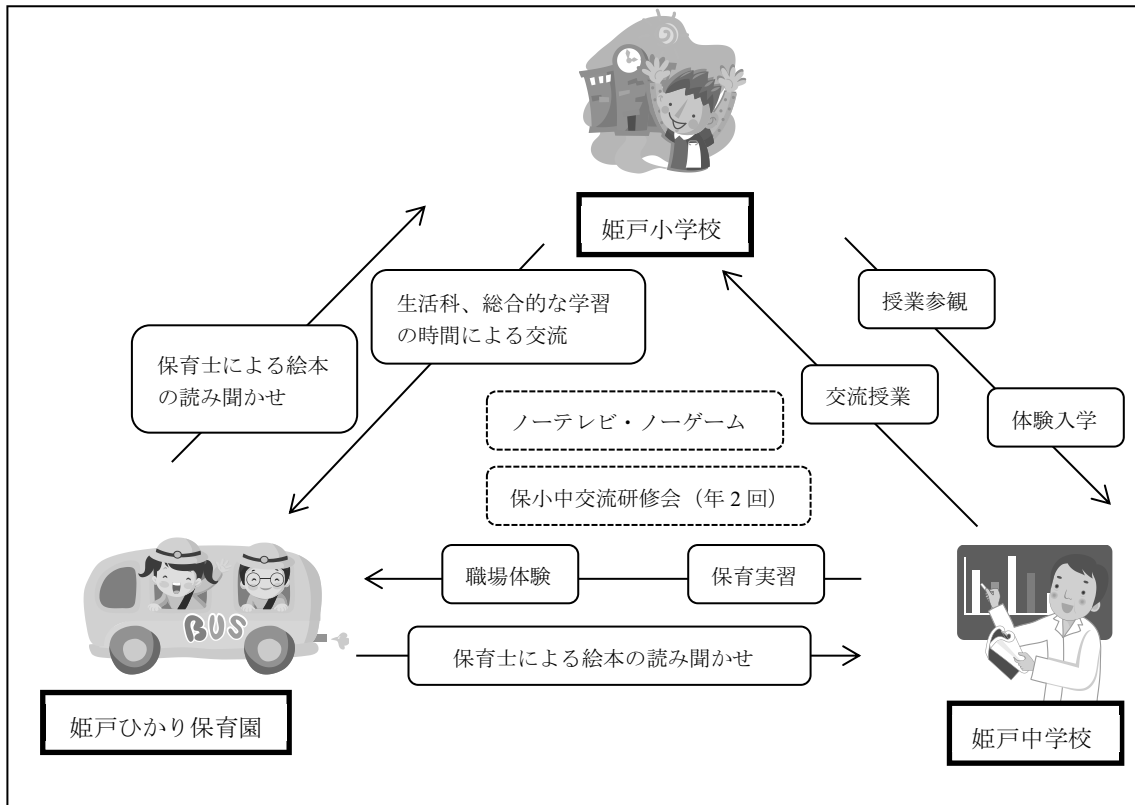 姫戸小学校
生活科、総合的な学習
の時間による交流
授業参観
保育士による絵本
の読み聞かせ
交流授業
体験入学
ノーテレビ・ノーゲーム
保小中交流研修会（年２回）
職場体験
保育実習
BUS
保育士による絵本の読み聞かせ
姫戸ひかり保育園
姫戸中学校